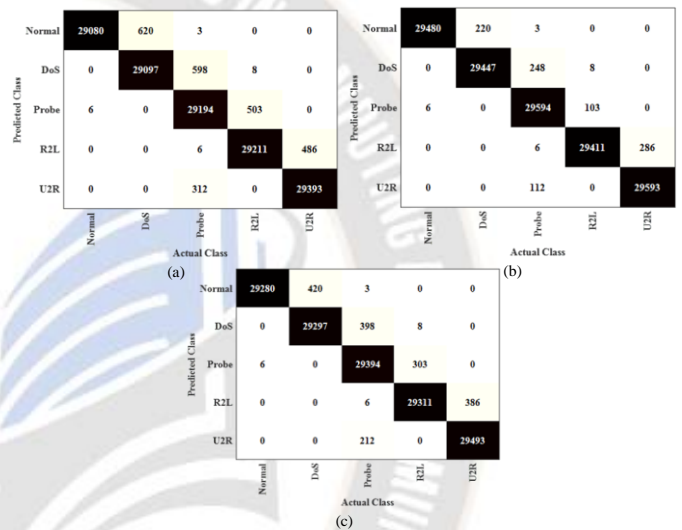 Predicted Class
Normal 29080 620 3 0 0
DoS 0 29097 598 8 0
Probe 6 0 29194 503 0
R2L 0 0 6 29211 486
U2R 0 0 312 0 29393
Normal DoS Probe R2L U2R
Actual Class
(a)
Predicted Class
Normal 29480 220 3 0 0
DoS 0 29447 248 8 0
Probe 6 0 29594 103 0
R2L 0 0 6 29411 286
U2R 0 0 112 0 29593
Normal DoS Probe R2L U2R
Actual Class
(b)
Predicted Class
Normal 29280 420 3 0 0
DoS 0 29297 398 8 0
Probe 6 0 29394 303 0
R2L 0 0 6 29311 386
U2R 0 0 212 0 29493
Normal DoS Probe R2L U2R
Actual Class
(c)